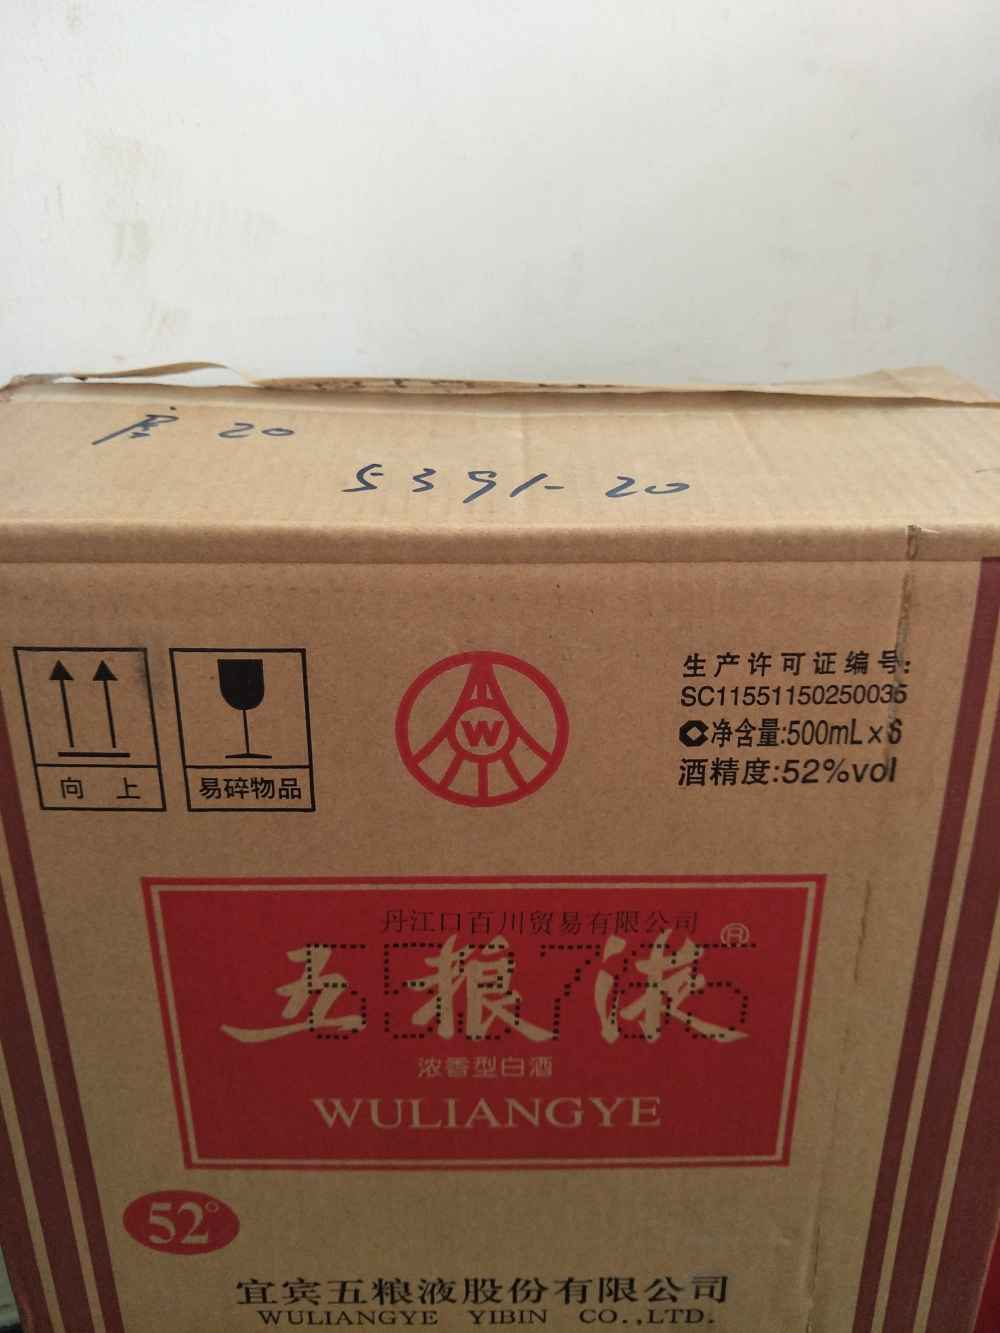 20
5391-20
向 上
易碎物品
W
生产许可证编号:
SC11551150250035
净含量:500mL×6
酒精度:52%vol
丹江口百川贸易有限公司
五粮液®
浓香型白酒
WULIANGYE
52°
宜宾五粮液股份有限公司
WULIANGYE YIBIN CO.,LTD.